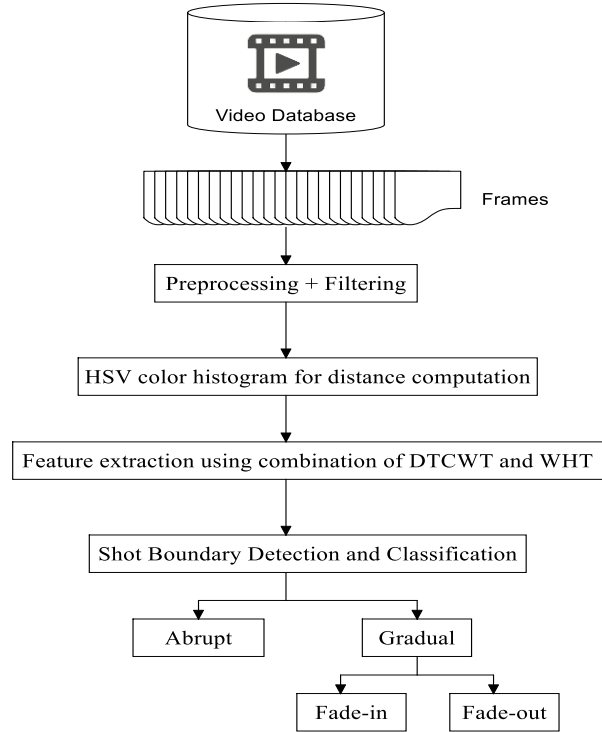 Video Database
Frames
Preprocessing + Filtering
HSV color histogram for distance computation
Feature extraction using combination of DTCWT and WHT
Shot Boundary Detection and Classification
Abrupt
Gradual
Fade-in
Fade-out